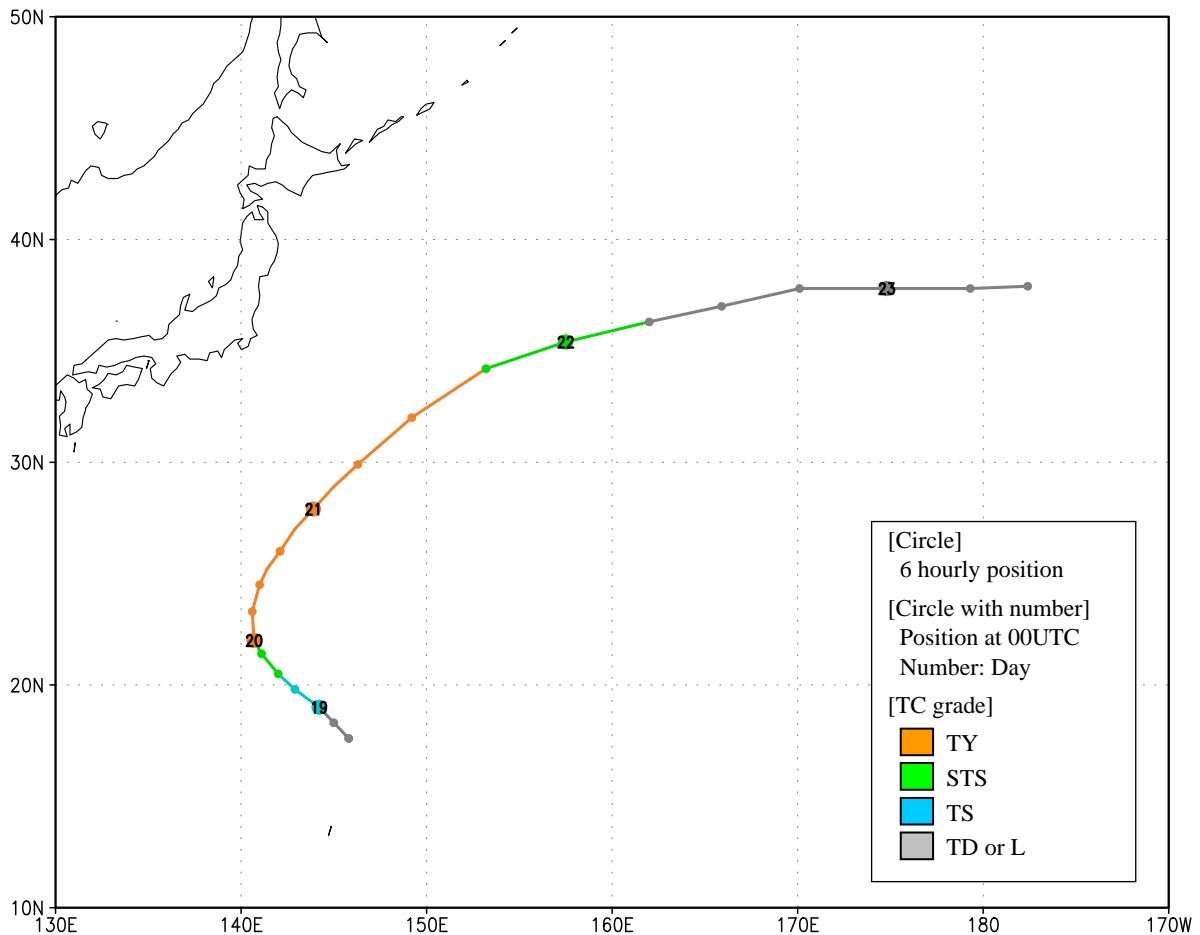 50N
40N
30N
20N
10N
130E 140E 150E 160E 170E 180 170W
23
22
21
20
19
[Circle]
6 hourly position
[Circle with number]
Position at 00UTC
Number: Day
[TC grade]
TY
STS
TS
TD or L